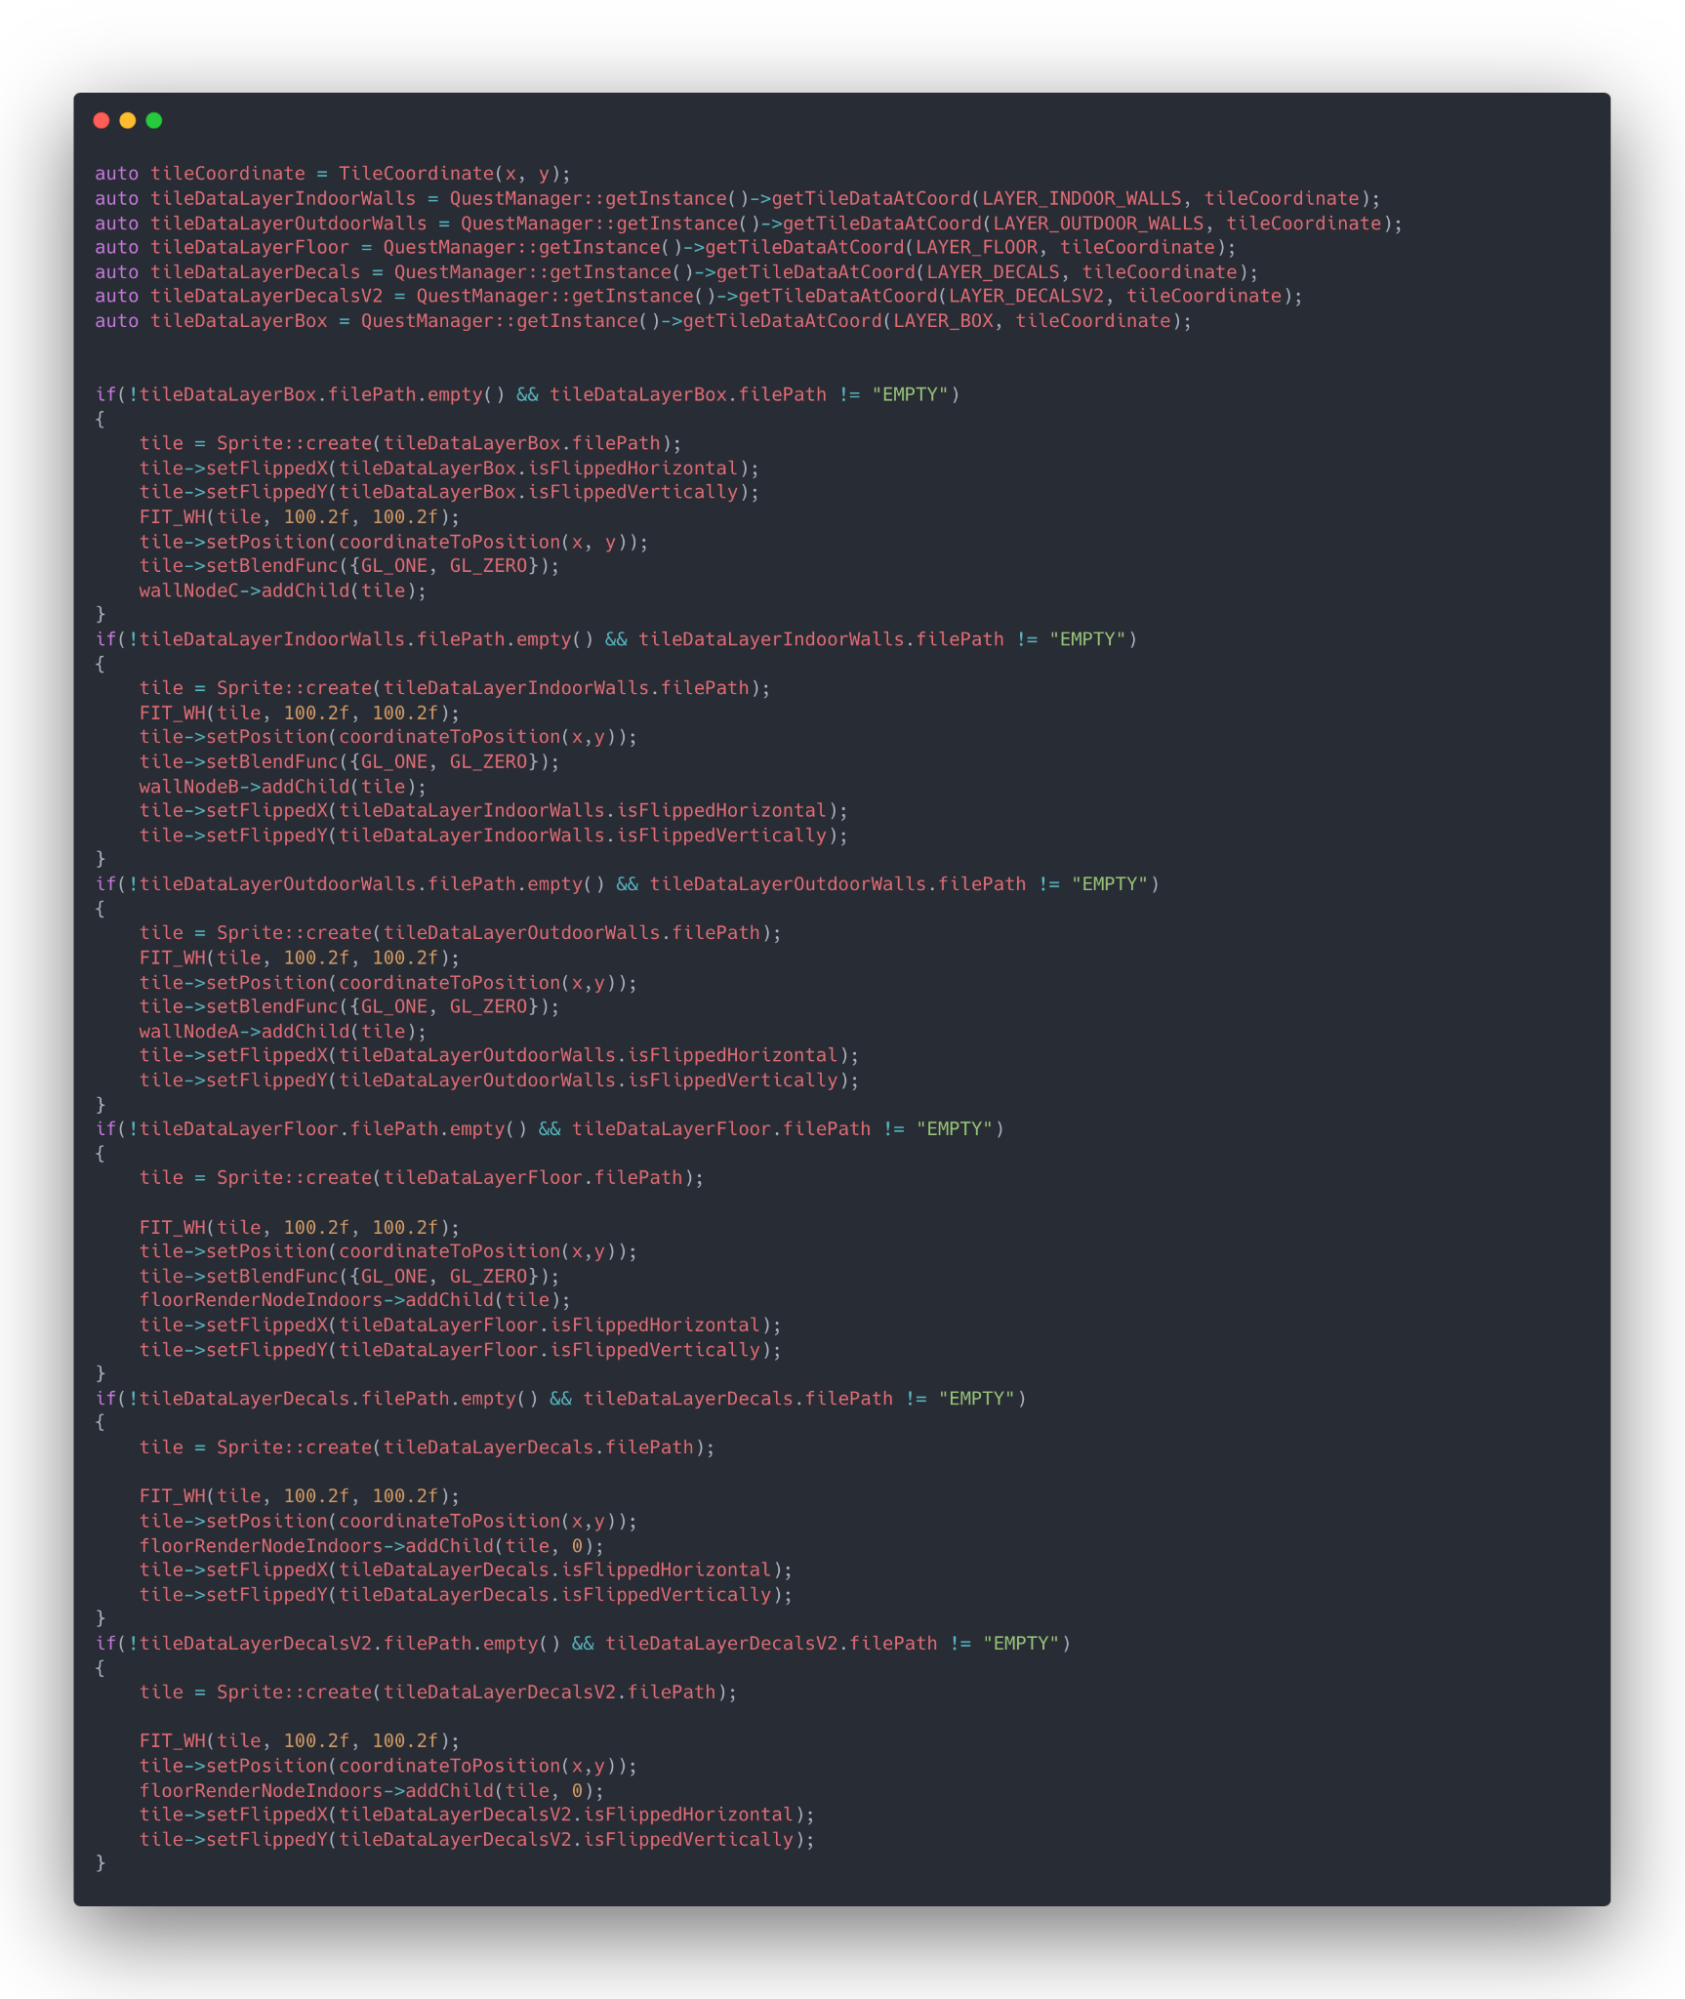 auto tileCoordinate = TileCoordinate(x, y);
auto tileDataLayerIndoorWalls = QuestManager::getInstance()->getTileDataAtCoord(LAYER_INDOOR_WALLS, tileCoordinate);
auto tileDataLayerOutdoorWalls = QuestManager::getInstance()->getTileDataAtCoord(LAYER_OUTDOOR_WALLS, tileCoordinate);
auto tileDataLayerFloor = QuestManager::getInstance()->getTileDataAtCoord(LAYER_FLOOR, tileCoordinate);
auto tileDataLayerDecals = QuestManager::getInstance()->getTileDataAtCoord(LAYER_DECALS, tileCoordinate);
auto tileDataLayerDecalsV2 = QuestManager::getInstance()->getTileDataAtCoord(LAYER_DECALSV2, tileCoordinate);
auto tileDataLayerBox = QuestManager::getInstance()->getTileDataAtCoord(LAYER_BOX, tileCoordinate);
if(!tileDataLayerBox.filePath.empty() && tileDataLayerBox.filePath != "EMPTY")
{
    tile = Sprite::create(tileDataLayerBox.filePath);
    tile->setFlippedX(tileDataLayerBox.isFlippedHorizontal);
    tile->setFlippedY(tileDataLayerBox.isFlippedVertically);
    FIT_WH(tile, 100.2f, 100.2f);
    tile->setPosition(coordinateToPosition(x, y));
    tile->setBlendFunc({GL_ONE, GL_ZERO});
    wallNodeC->addChild(tile);
}
if(!tileDataLayerIndoorWalls.filePath.empty() && tileDataLayerIndoorWalls.filePath != "EMPTY")
{
    tile = Sprite::create(tileDataLayerIndoorWalls.filePath);
    FIT_WH(tile, 100.2f, 100.2f);
    tile->setPosition(coordinateToPosition(x,y));
    tile->setBlendFunc({GL_ONE, GL_ZERO});
    wallNodeB->addChild(tile);
    tile->setFlippedX(tileDataLayerIndoorWalls.isFlippedHorizontal);
    tile->setFlippedY(tileDataLayerIndoorWalls.isFlippedVertically);
}
if(!tileDataLayerOutdoorWalls.filePath.empty() && tileDataLayerOutdoorWalls.filePath != "EMPTY")
{
    tile = Sprite::create(tileDataLayerOutdoorWalls.filePath);
    FIT_WH(tile, 100.2f, 100.2f);
    tile->setPosition(coordinateToPosition(x,y));
    tile->setBlendFunc({GL_ONE, GL_ZERO});
    wallNodeA->addChild(tile);
    tile->setFlippedX(tileDataLayerOutdoorWalls.isFlippedHorizontal);
    tile->setFlippedY(tileDataLayerOutdoorWalls.isFlippedVertically);
}
if(!tileDataLayerFloor.filePath.empty() && tileDataLayerFloor.filePath != "EMPTY")
{
    tile = Sprite::create(tileDataLayerFloor.filePath);
    FIT_WH(tile, 100.2f, 100.2f);
    tile->setPosition(coordinateToPosition(x,y));
    tile->setBlendFunc({GL_ONE, GL_ZERO});
    floorRenderNodeIndoors->addChild(tile);
    tile->setFlippedX(tileDataLayerFloor.isFlippedHorizontal);
    tile->setFlippedY(tileDataLayerFloor.isFlippedVertically);
}
if(!tileDataLayerDecals.filePath.empty() && tileDataLayerDecals.filePath != "EMPTY")
{
    tile = Sprite::create(tileDataLayerDecals.filePath);
    FIT_WH(tile, 100.2f, 100.2f);
    tile->setPosition(coordinateToPosition(x,y));
    floorRenderNodeIndoors->addChild(tile, 0);
    tile->setFlippedX(tileDataLayerDecals.isFlippedHorizontal);
    tile->setFlippedY(tileDataLayerDecals.isFlippedVertically);
}
if(!tileDataLayerDecalsV2.filePath.empty() && tileDataLayerDecalsV2.filePath != "EMPTY")
{
    tile = Sprite::create(tileDataLayerDecalsV2.filePath);
    FIT_WH(tile, 100.2f, 100.2f);
    tile->setPosition(coordinateToPosition(x,y));
    floorRenderNodeIndoors->addChild(tile, 0);
    tile->setFlippedX(tileDataLayerDecalsV2.isFlippedHorizontal);
    tile->setFlippedY(tileDataLayerDecalsV2.isFlippedVertically);
}